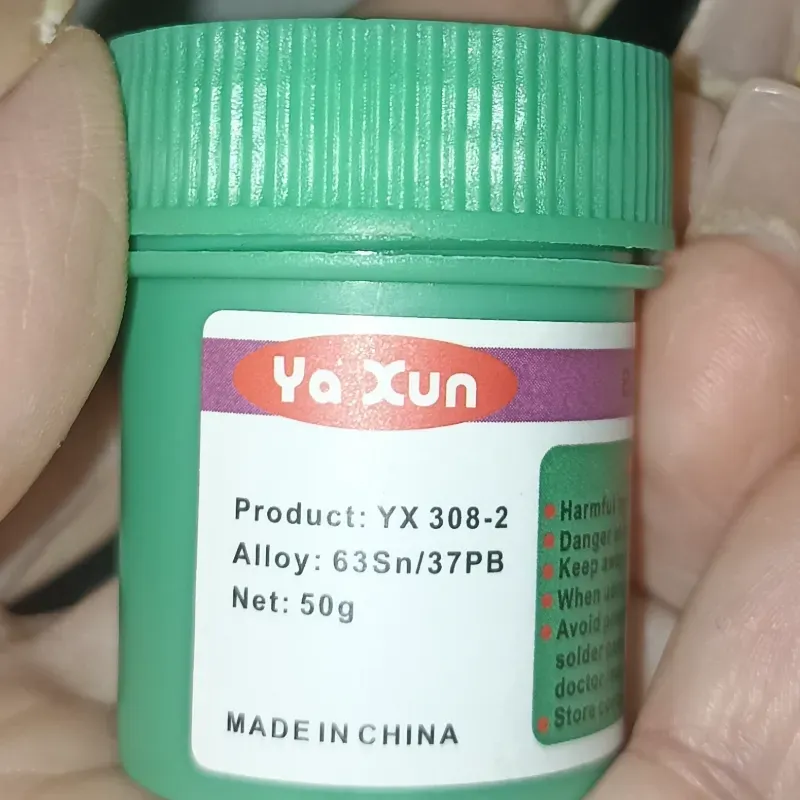 Ya Xun
Product: YX 308-2
Alloy: 63Sn/37PB
Net: 50g
MADE IN CHINA
Harmful
Danger
Keep
When
Avoid
solder
doctor
Store